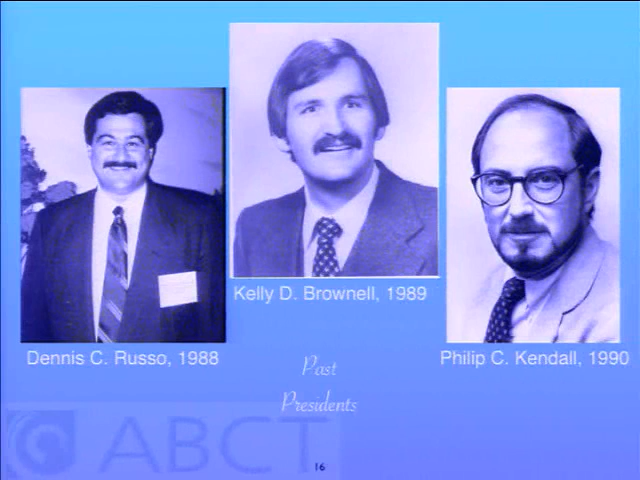 Kelly D. Brownell, 1989
Dennis C. Russo, 1988
Philip C. Kendall, 1990
Past
Presidents
ABCT
16